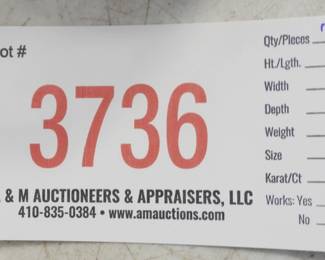 ot #
3736
& M AUCTIONEERS & APPRAISERS, LLC
410-835-0384 • www.amauctions.com
Qty/Pieces
Ht./Lgth.
Width
Depth
Weight
Size
Karat/Ct
Works: Yes
No